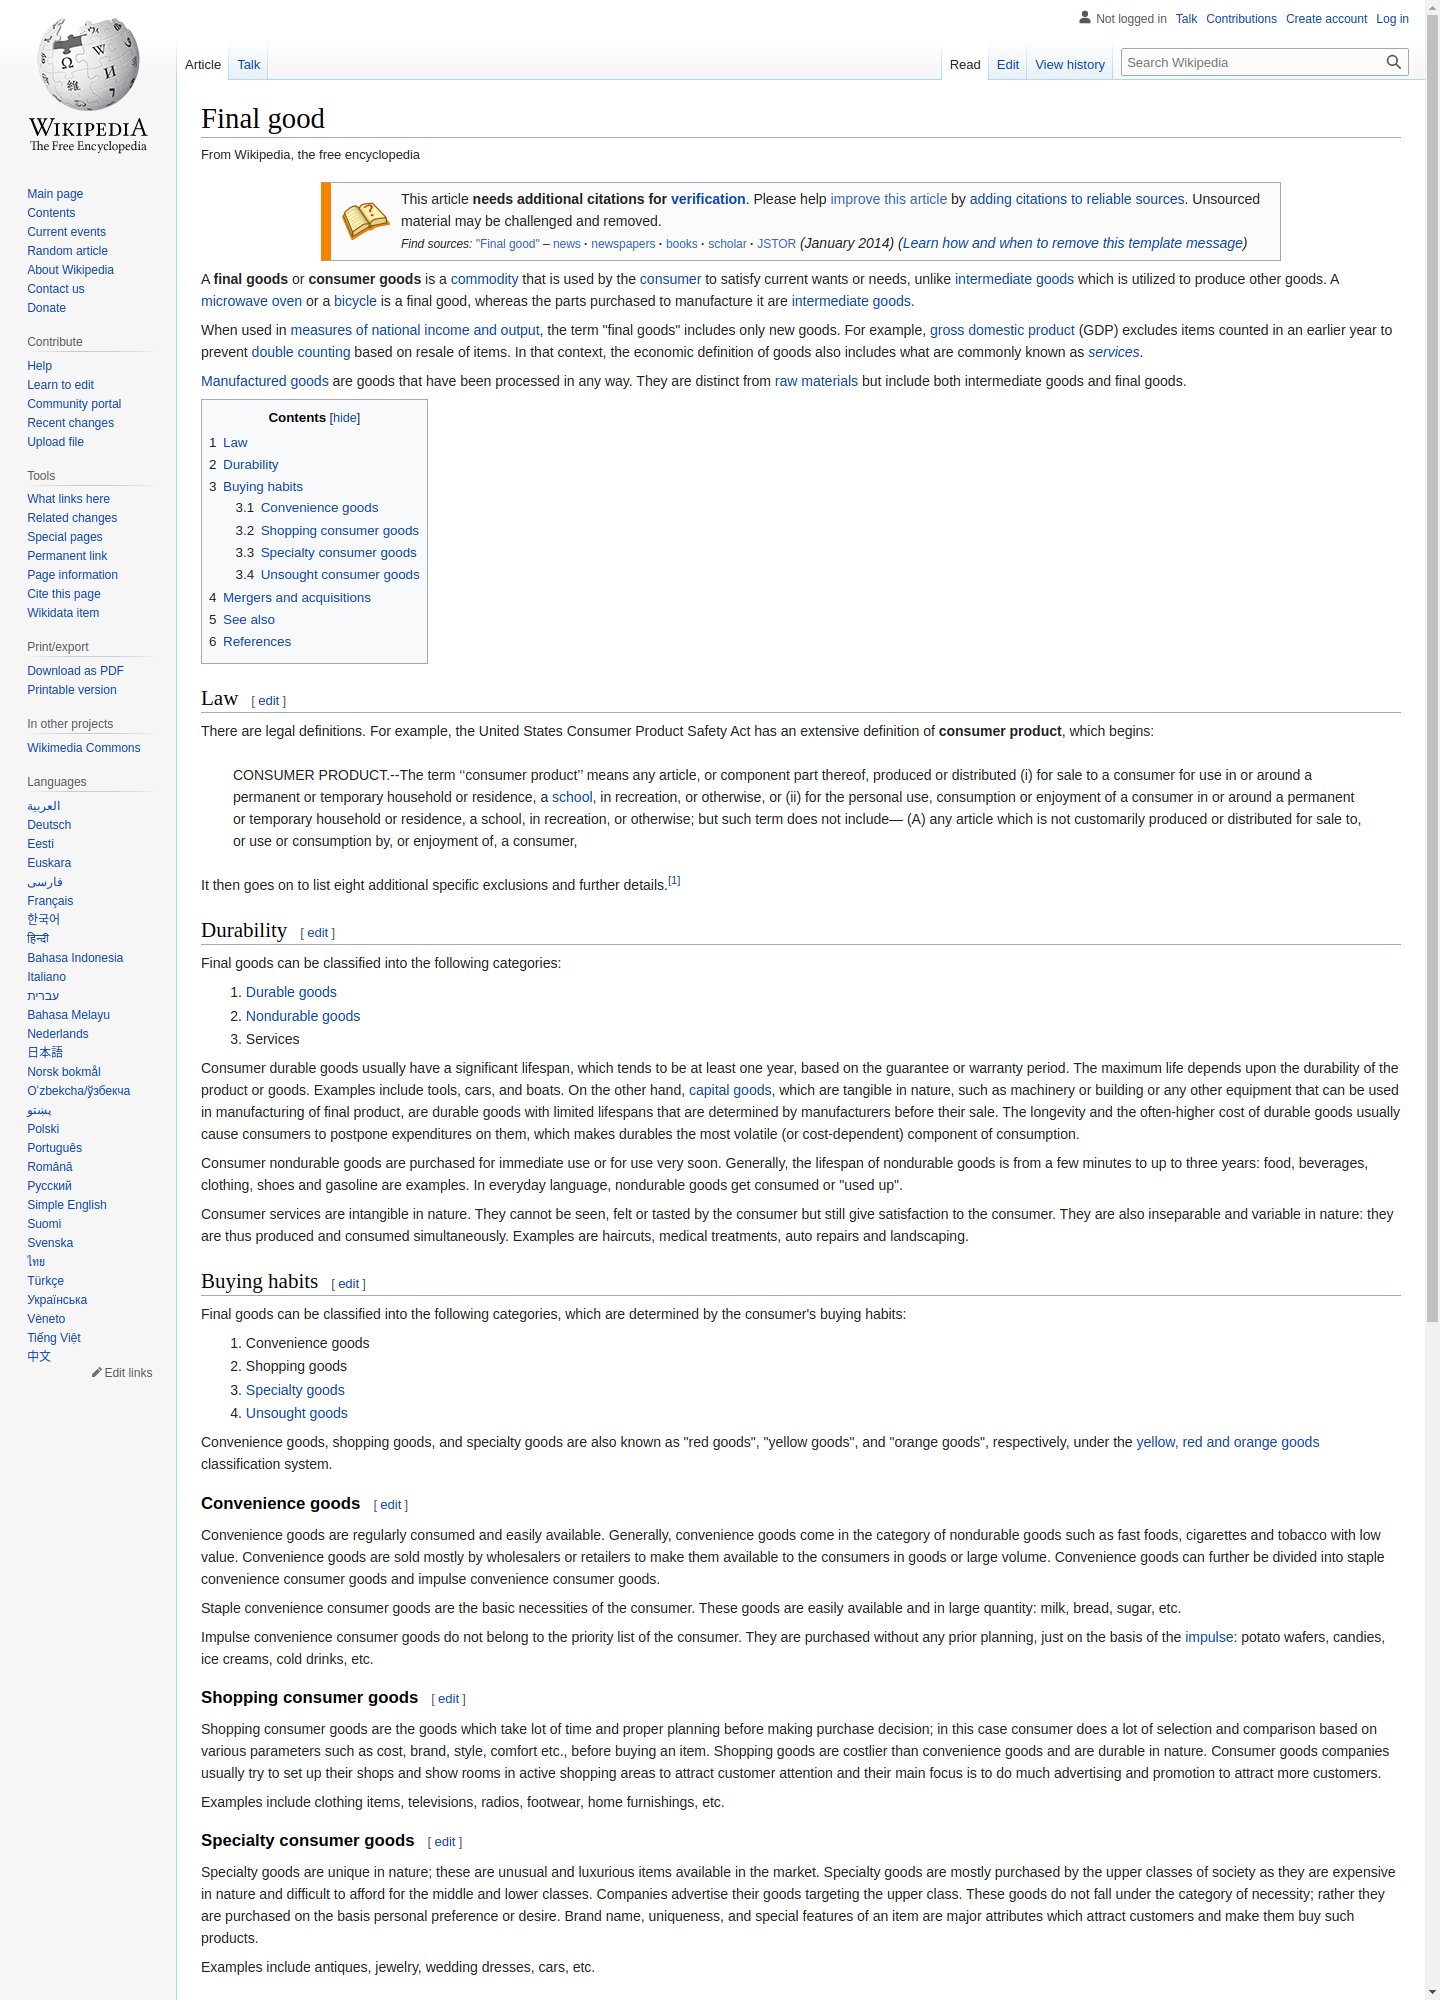 Not logged in Talk Contributions Create account Log in
Article Talk Read Edit View history Search Wikipedia
WIKIPEDIA
The Free Encyclopedia
Main page
Contents
Current events
Random article
About Wikipedia
Contact us
Donate
Contribute
Help
Learn to edit
Community portal
Recent changes
Upload file
Tools
What links here
Related changes
Special pages
Permanent link
Page information
Cite this page
Wikidata item
Print/export
Download as PDF
Printable version
In other projects
Wikimedia Commons
Languages
العربية
Deutsch
Eesti
Euskara
فارسی
Français
한국어
हिन्दी
Bahasa Indonesia
Italiano
עברית
Bahasa Melayu
Nederlands
日本語
Norsk bokmål
Oʻzbekcha/ўзбекча
پښتو
Polski
Português
Română
Русский
Simple English
Suomi
Svenska
ไทย
Türkçe
Українська
Vèneto
Tiếng Việt
中文
Edit links
Final good
From Wikipedia, the free encyclopedia
This article needs additional citations for verification. Please help improve this article by adding citations to reliable sources. Unsourced
material may be challenged and removed.
Find sources: "Final good" – news · newspapers · books · scholar · JSTOR (January 2014) (Learn how and when to remove this template message)
A final goods or consumer goods is a commodity that is used by the consumer to satisfy current wants or needs, unlike intermediate goods which is utilized to produce other goods. A
microwave oven or a bicycle is a final good, whereas the parts purchased to manufacture it are intermediate goods.
When used in measures of national income and output, the term "final goods" includes only new goods. For example, gross domestic product (GDP) excludes items counted in an earlier year to
prevent double counting based on resale of items. In that context, the economic definition of goods also includes what are commonly known as services.
Manufactured goods are goods that have been processed in any way. They are distinct from raw materials but include both intermediate goods and final goods.
Contents [hide]
1 Law
2 Durability
3 Buying habits
3.1 Convenience goods
3.2 Shopping consumer goods
3.3 Specialty consumer goods
3.4 Unsought consumer goods
4 Mergers and acquisitions
5 See also
6 References
Law [ edit ]
There are legal definitions. For example, the United States Consumer Product Safety Act has an extensive definition of consumer product, which begins:
CONSUMER PRODUCT.--The term ‘‘consumer product’’ means any article, or component part thereof, produced or distributed (i) for sale to a consumer for use in or around a
permanent or temporary household or residence, a school, in recreation, or otherwise, or (ii) for the personal use, consumption or enjoyment of a consumer in or around a permanent
or temporary household or residence, a school, in recreation, or otherwise; but such term does not include— (A) any article which is not customarily produced or distributed for sale to,
or use or consumption by, or enjoyment of, a consumer,
It then goes on to list eight additional specific exclusions and further details.[1]
Durability [ edit ]
Final goods can be classified into the following categories:
1. Durable goods
2. Nondurable goods
3. Services
Consumer durable goods usually have a significant lifespan, which tends to be at least one year, based on the guarantee or warranty period. The maximum life depends upon the durability of the
product or goods. Examples include tools, cars, and boats. On the other hand, capital goods, which are tangible in nature, such as machinery or building or any other equipment that can be used
in manufacturing of final product, are durable goods with limited lifespans that are determined by manufacturers before their sale. The longevity and the often-higher cost of durable goods usually
cause consumers to postpone expenditures on them, which makes durables the most volatile (or cost-dependent) component of consumption.
Consumer nondurable goods are purchased for immediate use or for use very soon. Generally, the lifespan of nondurable goods is from a few minutes to up to three years: food, beverages,
clothing, shoes and gasoline are examples. In everyday language, nondurable goods get consumed or "used up".
Consumer services are intangible in nature. They cannot be seen, felt or tasted by the consumer but still give satisfaction to the consumer. They are also inseparable and variable in nature: they
are thus produced and consumed simultaneously. Examples are haircuts, medical treatments, auto repairs and landscaping.
Buying habits [ edit ]
Final goods can be classified into the following categories, which are determined by the consumer's buying habits:
1. Convenience goods
2. Shopping goods
3. Specialty goods
4. Unsought goods
Convenience goods, shopping goods, and specialty goods are also known as "red goods", "yellow goods", and "orange goods", respectively, under the yellow, red and orange goods
classification system.
Convenience goods [ edit ]
Convenience goods are regularly consumed and easily available. Generally, convenience goods come in the category of nondurable goods such as fast foods, cigarettes and tobacco with low
value. Convenience goods are sold mostly by wholesalers or retailers to make them available to the consumers in goods or large volume. Convenience goods can further be divided into staple
convenience consumer goods and impulse convenience consumer goods.
Staple convenience consumer goods are the basic necessities of the consumer. These goods are easily available and in large quantity: milk, bread, sugar, etc.
Impulse convenience consumer goods do not belong to the priority list of the consumer. They are purchased without any prior planning, just on the basis of the impulse: potato wafers, candies,
ice creams, cold drinks, etc.
Shopping consumer goods [ edit ]
Shopping consumer goods are the goods which take lot of time and proper planning before making purchase decision; in this case consumer does a lot of selection and comparison based on
various parameters such as cost, brand, style, comfort etc., before buying an item. Shopping goods are costlier than convenience goods and are durable in nature. Consumer goods companies
usually try to set up their shops and show rooms in active shopping areas to attract customer attention and their main focus is to do much advertising and promotion to attract more customers.
Examples include clothing items, televisions, radios, footwear, home furnishings, etc.
Specialty consumer goods [ edit ]
Specialty goods are unique in nature; these are unusual and luxurious items available in the market. Specialty goods are mostly purchased by the upper classes of society as they are expensive
in nature and difficult to afford for the middle and lower classes. Companies advertise their goods targeting the upper class. These goods do not fall under the category of necessity; rather they
are purchased on the basis personal preference or desire. Brand name, uniqueness, and special features of an item are major attributes which attract customers and make them buy such
products.
Examples include antiques, jewelry, wedding dresses, cars, etc.